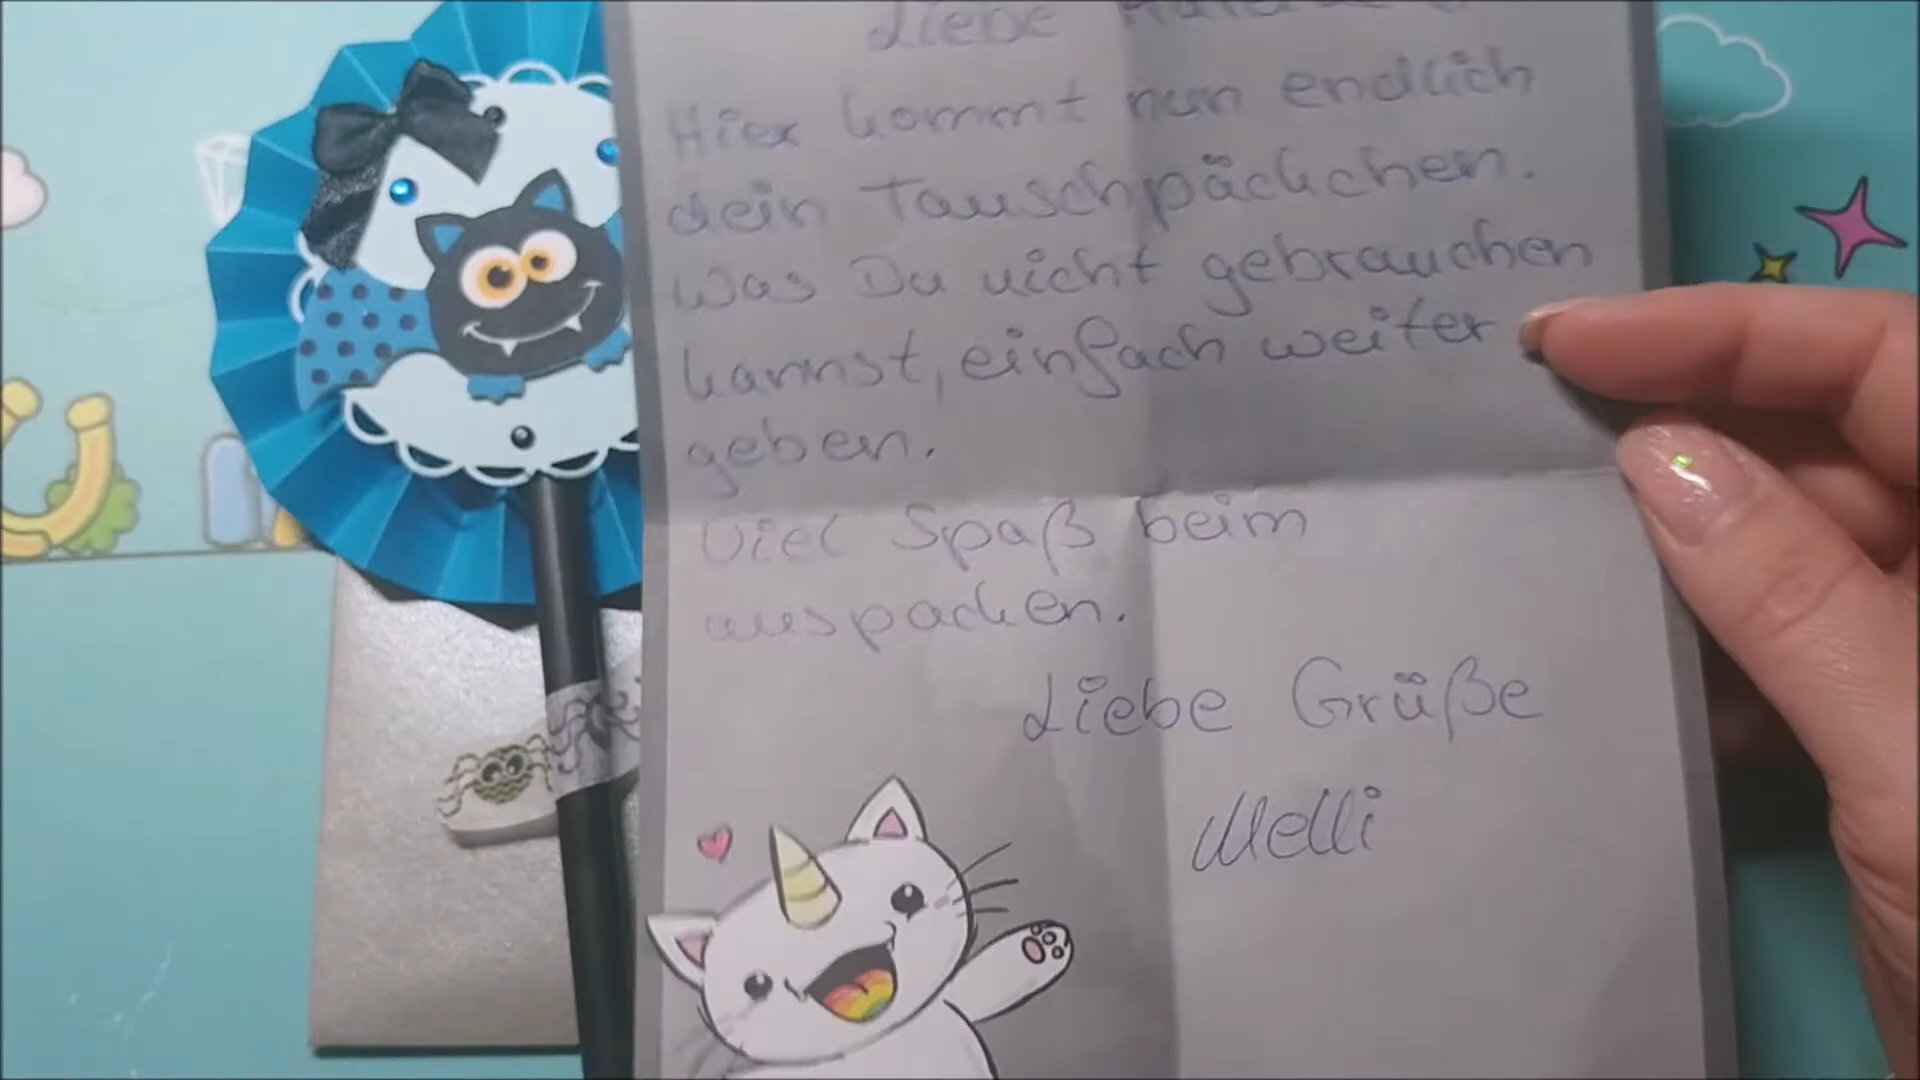 Liebe
Hier kommt nun endlich
dein Tauschpäckchen.
Was Du nicht gebrauchen
kannst, einfach weiter
geben.
Viel Spaß beim
auspacken.
Liebe Grüße
Melli